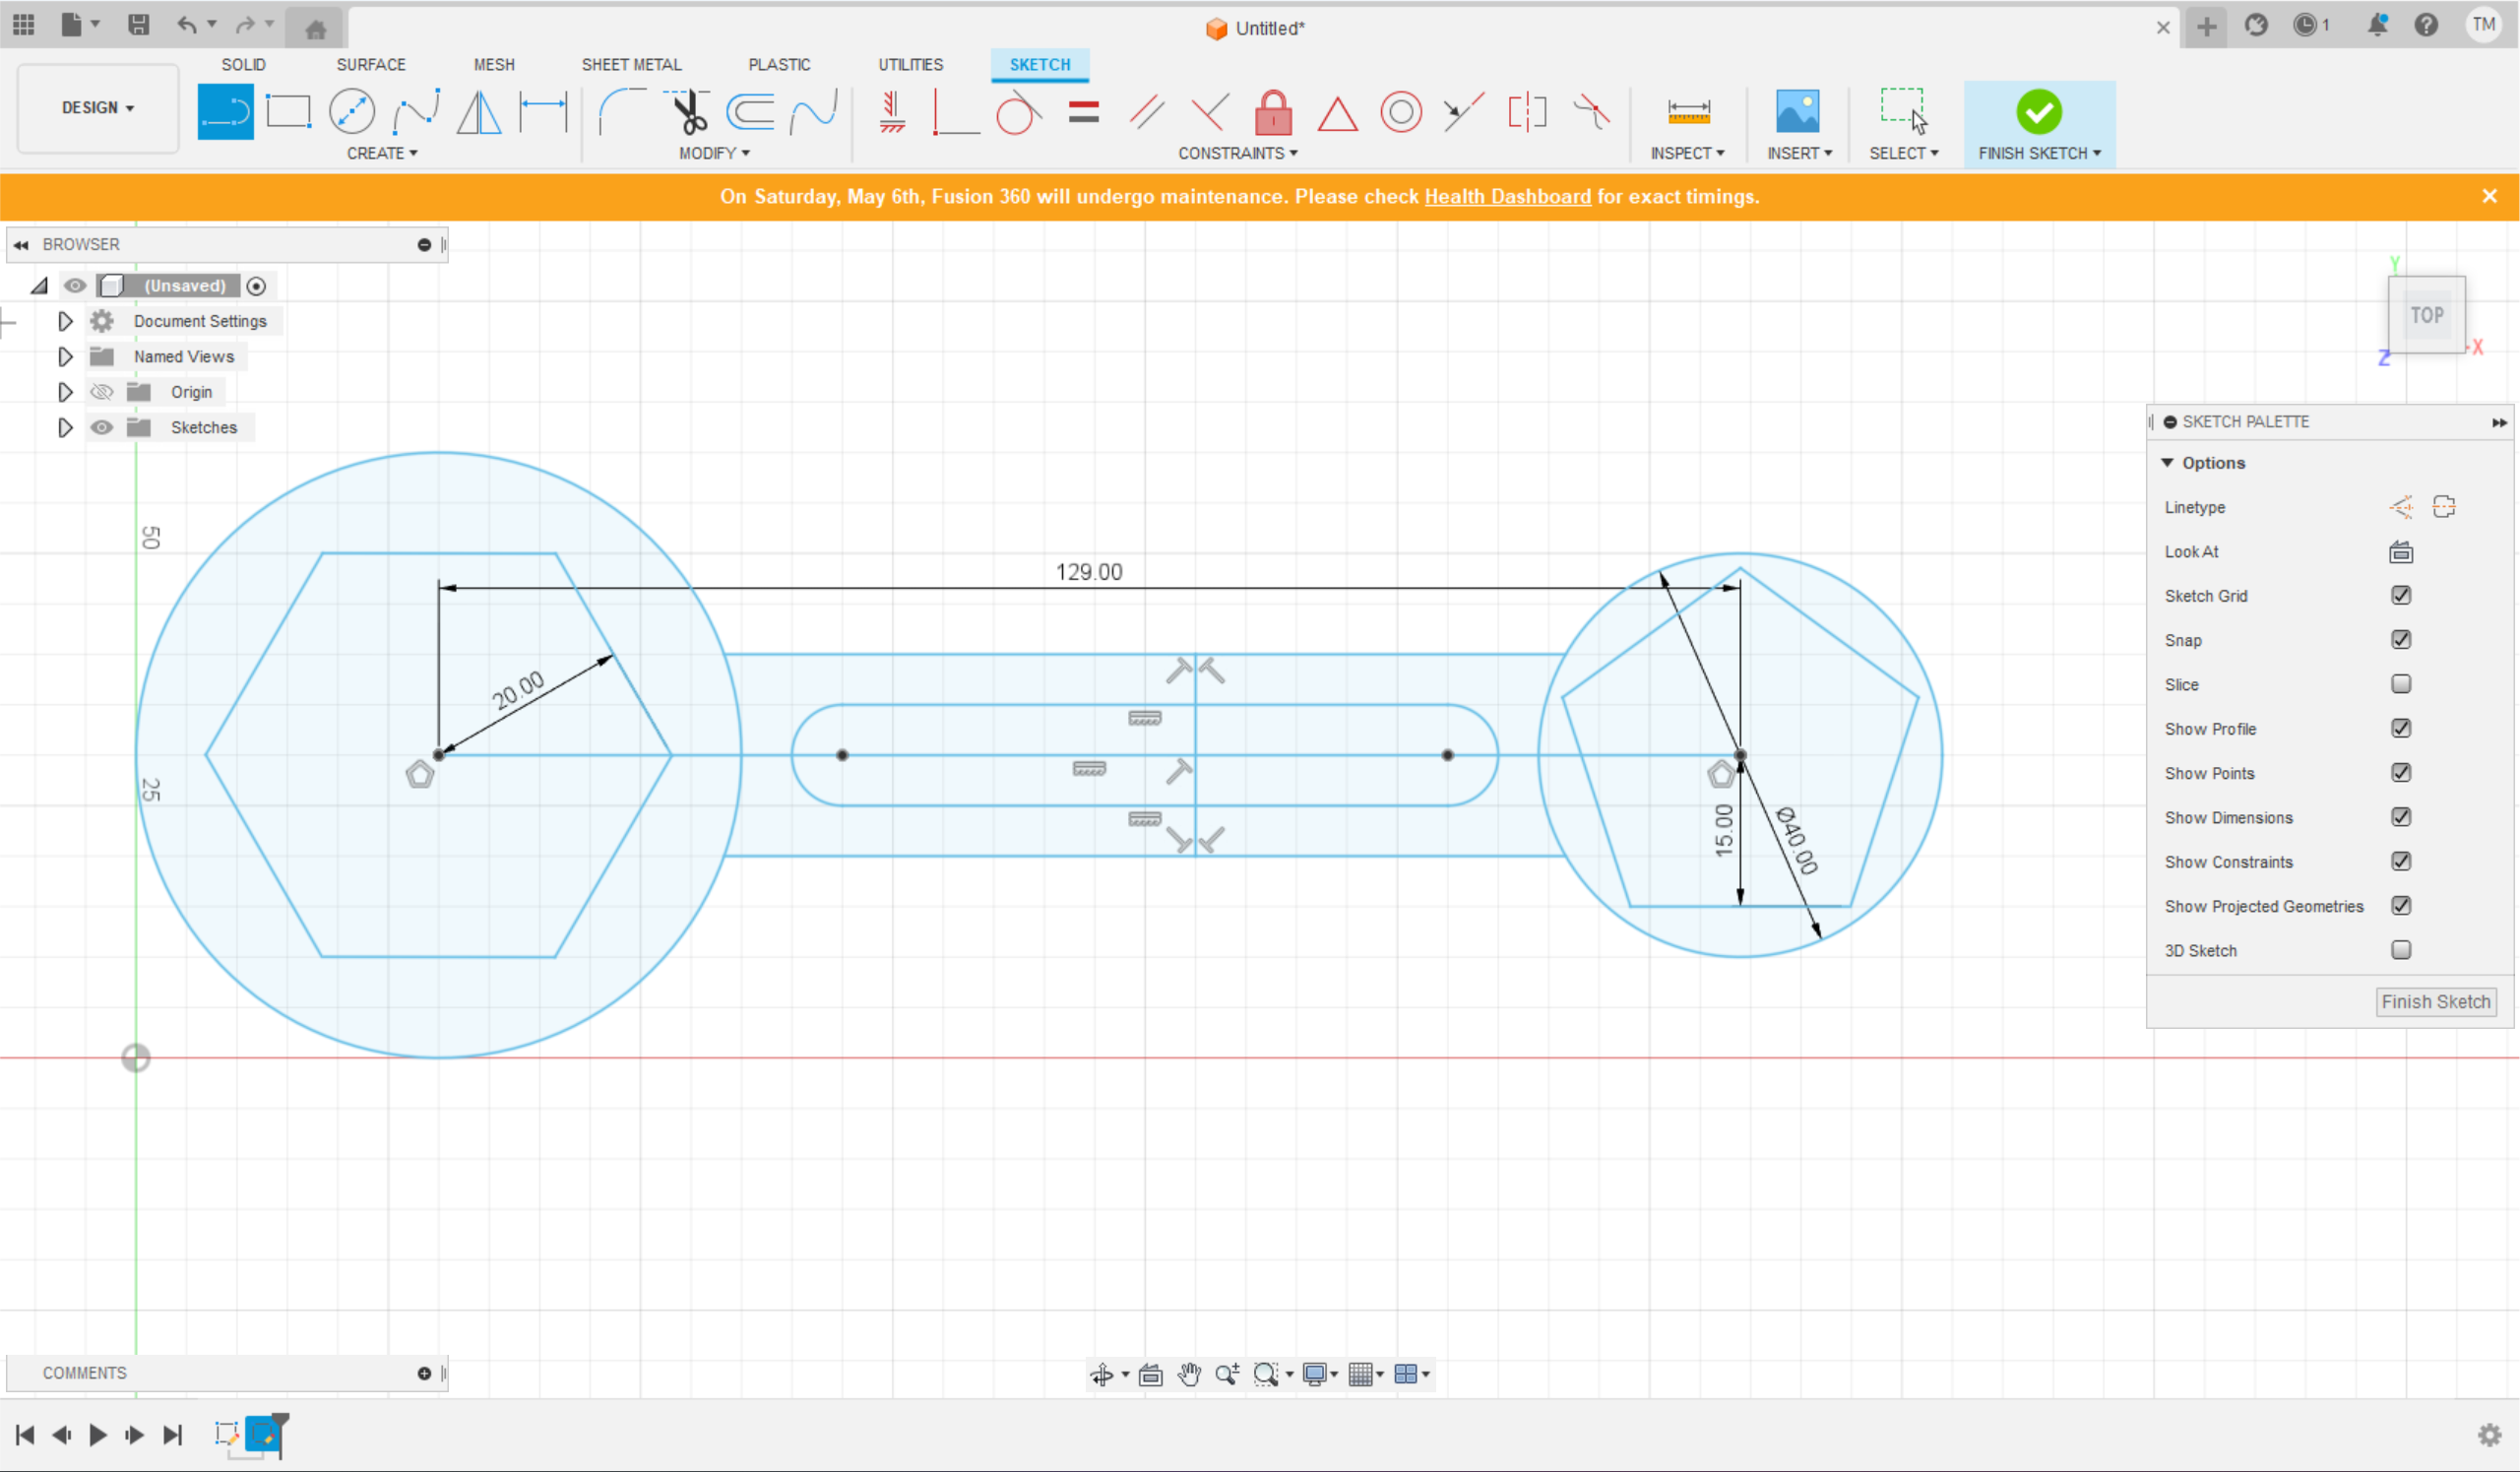 Untitled*
1
TM
DESIGN
SOLID
SURFACE
MESH
SHEET METAL
PLASTIC
UTILITIES
SKETCH
CREATE
MODIFY
CONSTRAINTS
INSPECT
INSERT
SELECT
FINISH SKETCH
On Saturday, May 6th, Fusion 360 will undergo maintenance. Please check Health Dashboard for exact timings.
BROWSER
(Unsaved)
Document Settings
Named Views
Origin
Sketches
Y
TOP
Z
-X
50
25
129.00
20.00
15.00
Ø40.00
SKETCH PALETTE
Options
Linetype
Look At
Sketch Grid
Snap
Slice
Show Profile
Show Points
Show Dimensions
Show Constraints
Show Projected Geometries
3D Sketch
Finish Sketch
COMMENTS